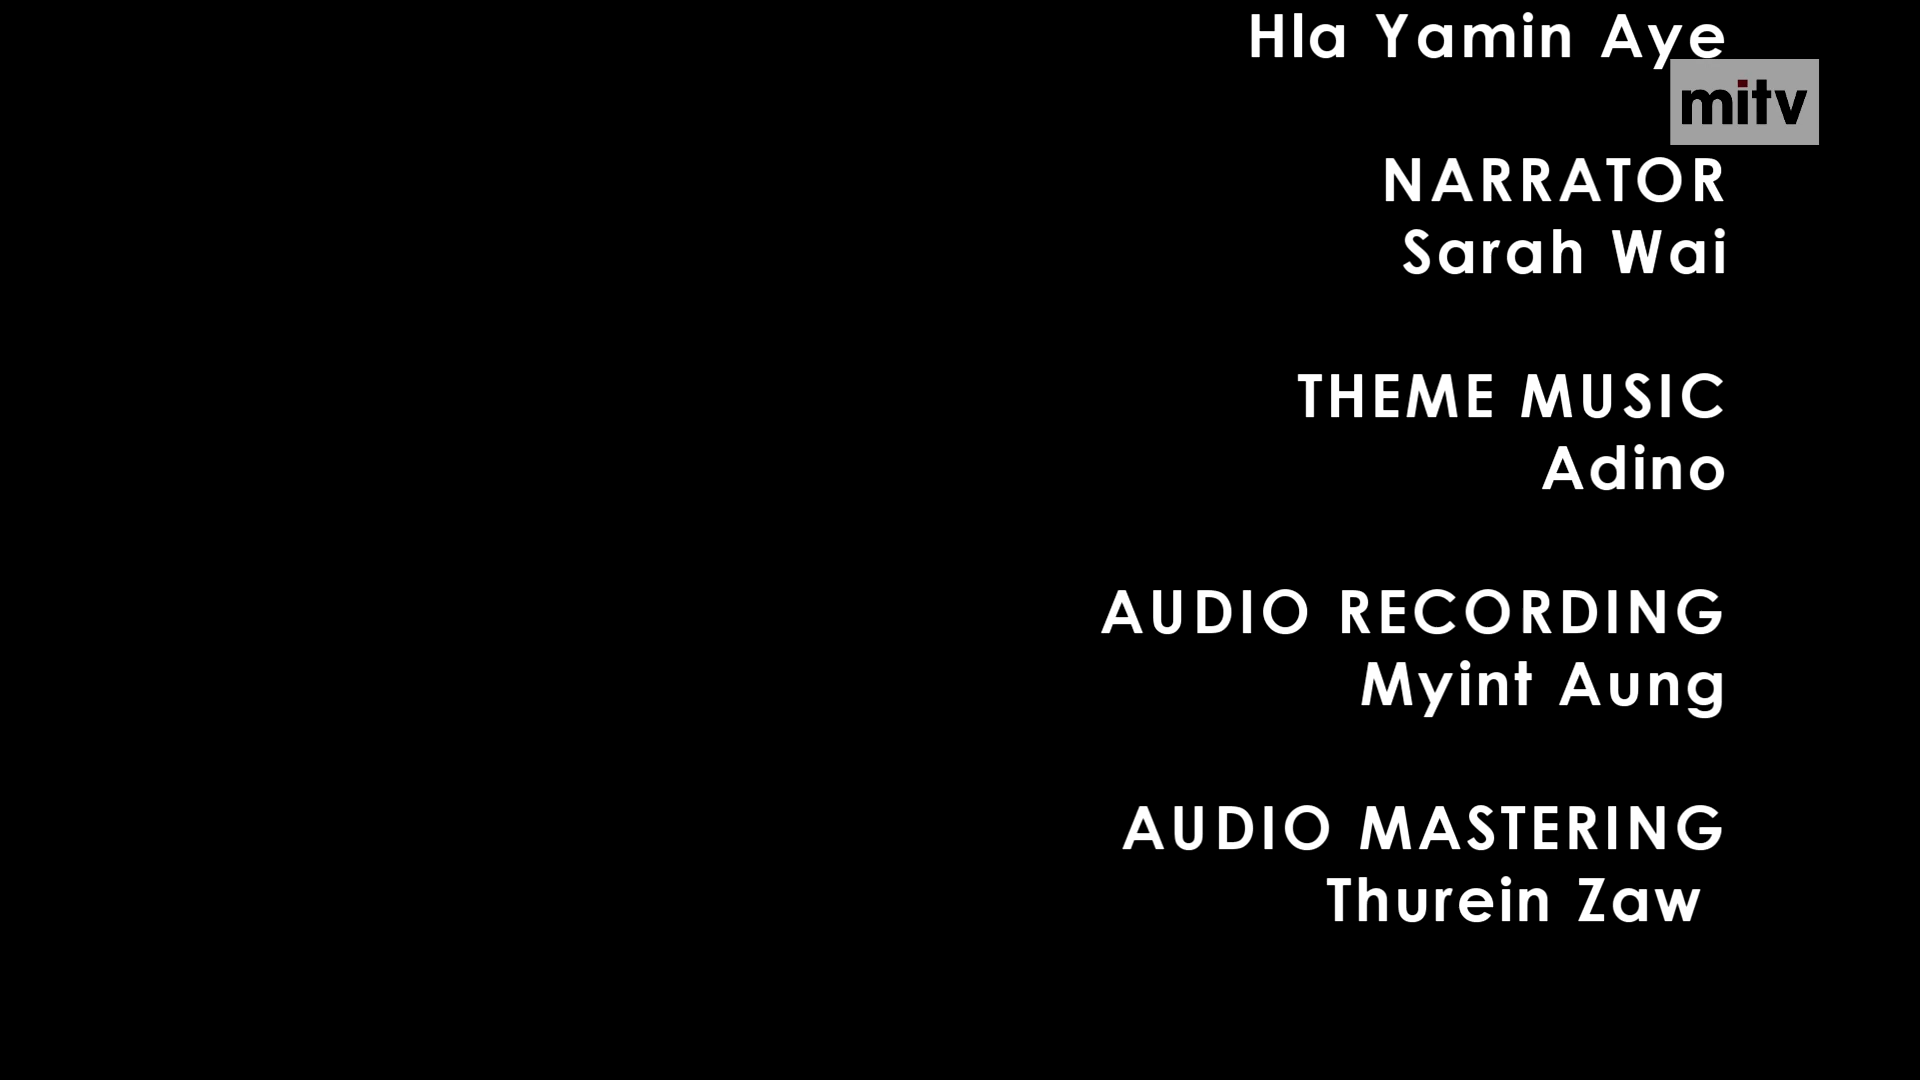 Hla Yamin Aye
mitv
NARRATOR
Sarah Wai
THEME MUSIC
Adino
AUDIO RECORDING
Myint Aung
AUDIO MASTERING
Thurein Zaw